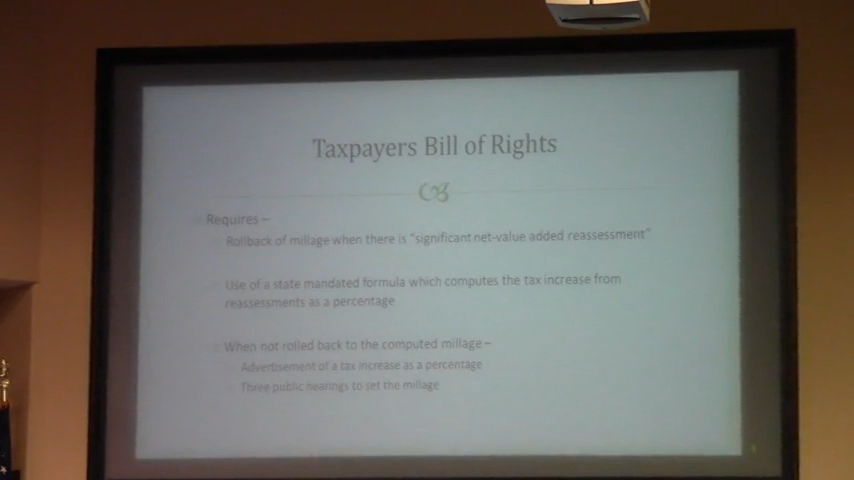 Taxpayers Bill of Rights
Requires –
Rollback of millage when there is "significant net-value added reassessment"
Use of a state mandated formula which computes the tax increase from
reassessments as a percentage
When not rolled back to the computed millage –
Advertisement of a tax increase as a percentage
Three public hearings to set the millage